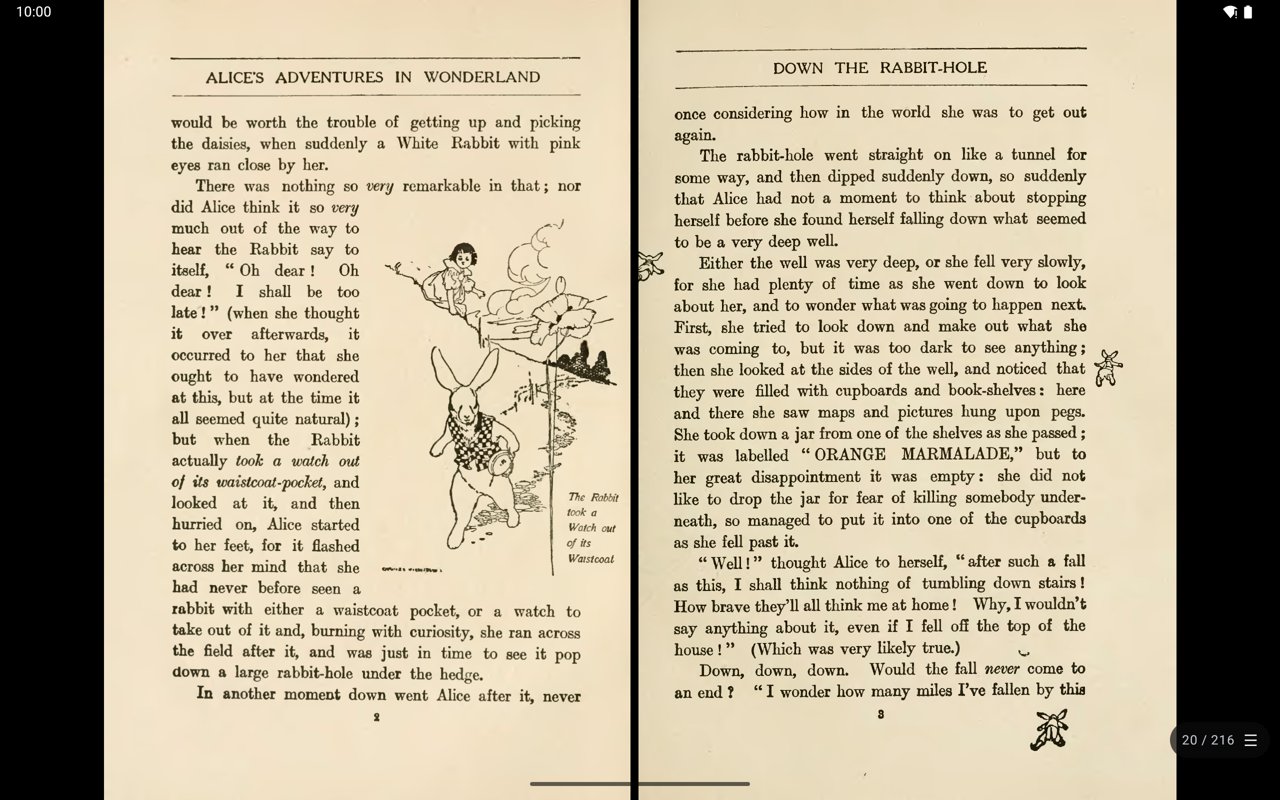 10:00
ALICE'S ADVENTURES IN WONDERLAND
would be worth the trouble of getting up and picking
the daisies, when suddenly a White Rabbit with pink
eyes ran close by her.
There was nothing so very remarkable in that; nor
did Alice think it so very
much out of the way to
hear the Rabbit say to
itself, "Oh dear! Oh
dear! I shall be too
late!" (when she thought
it over afterwards, it
occurred to her that she
ought to have wondered
at this, but at the time it
all seemed quite natural);
but when the Rabbit
actually took a watch out
of its waistcoat-pocket, and
looked at it, and then
hurried on, Alice started
to her feet, for it flashed
across her mind that she
had never before seen a
rabbit with either a waistcoat pocket, or a watch to
take out of it and, burning with curiosity, she ran across
the field after it, and was just in time to see it pop
down a large rabbit-hole under the hedge.
In another moment down went Alice after it, never
The Rabbit
took a
Watch out
of its
Waistcoat
2
DOWN THE RABBIT-HOLE
once considering how in the world she was to get out
again.
The rabbit-hole went straight on like a tunnel for
some way, and then dipped suddenly down, so suddenly
that Alice had not a moment to think about stopping
herself before she found herself falling down what seemed
to be a very deep well.
Either the well was very deep, or she fell very slowly,
for she had plenty of time as she went down to look
about her, and to wonder what was going to happen next.
First, she tried to look down and make out what she
was coming to, but it was too dark to see anything;
then she looked at the sides of the well, and noticed that
they were filled with cupboards and book-shelves: here
and there she saw maps and pictures hung upon pegs.
She took down a jar from one of the shelves as she passed;
it was labelled "ORANGE MARMALADE," but to
her great disappointment it was empty: she did not
like to drop the jar for fear of killing somebody under-
neath, so managed to put it into one of the cupboards
as she fell past it.
"Well!" thought Alice to herself, "after such a fall
as this, I shall think nothing of tumbling down stairs!
How brave they'll all think me at home! Why, I wouldn't
say anything about it, even if I fell off the top of the
house!" (Which was very likely true.)
Down, down, down. Would the fall never come to
an end? "I wonder how many miles I've fallen by this
3
20 / 216